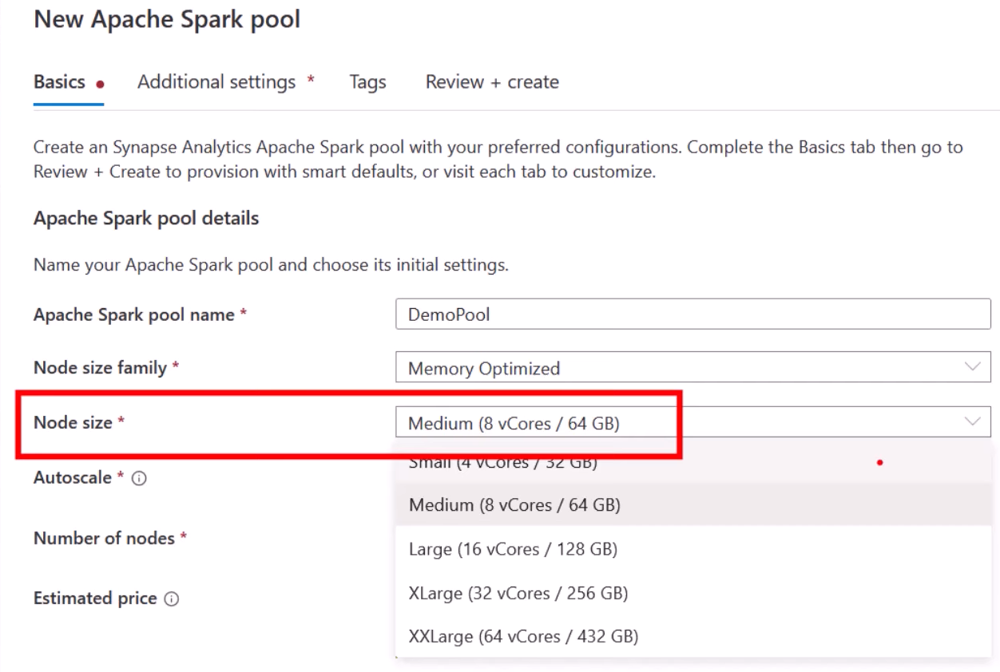 New Apache Spark pool
Basics Additional settings * Tags Review + create
Create an Synapse Analytics Apache Spark pool with your preferred configurations. Complete the Basics tab then go to
Review + Create to provision with smart defaults, or visit each tab to customize.
Apache Spark pool details
Name your Apache Spark pool and choose its initial settings.
Apache Spark pool name * DemoPool
Node size family * Memory Optimized
Node size * Medium (8 vCores / 64 GB)
Small (4 vCores / 32 GB)
Autoscale *
Medium (8 vCores / 64 GB)
Number of nodes *
Large (16 vCores / 128 GB)
XLarge (32 vCores / 256 GB)
Estimated price
XXLarge (64 vCores / 432 GB)